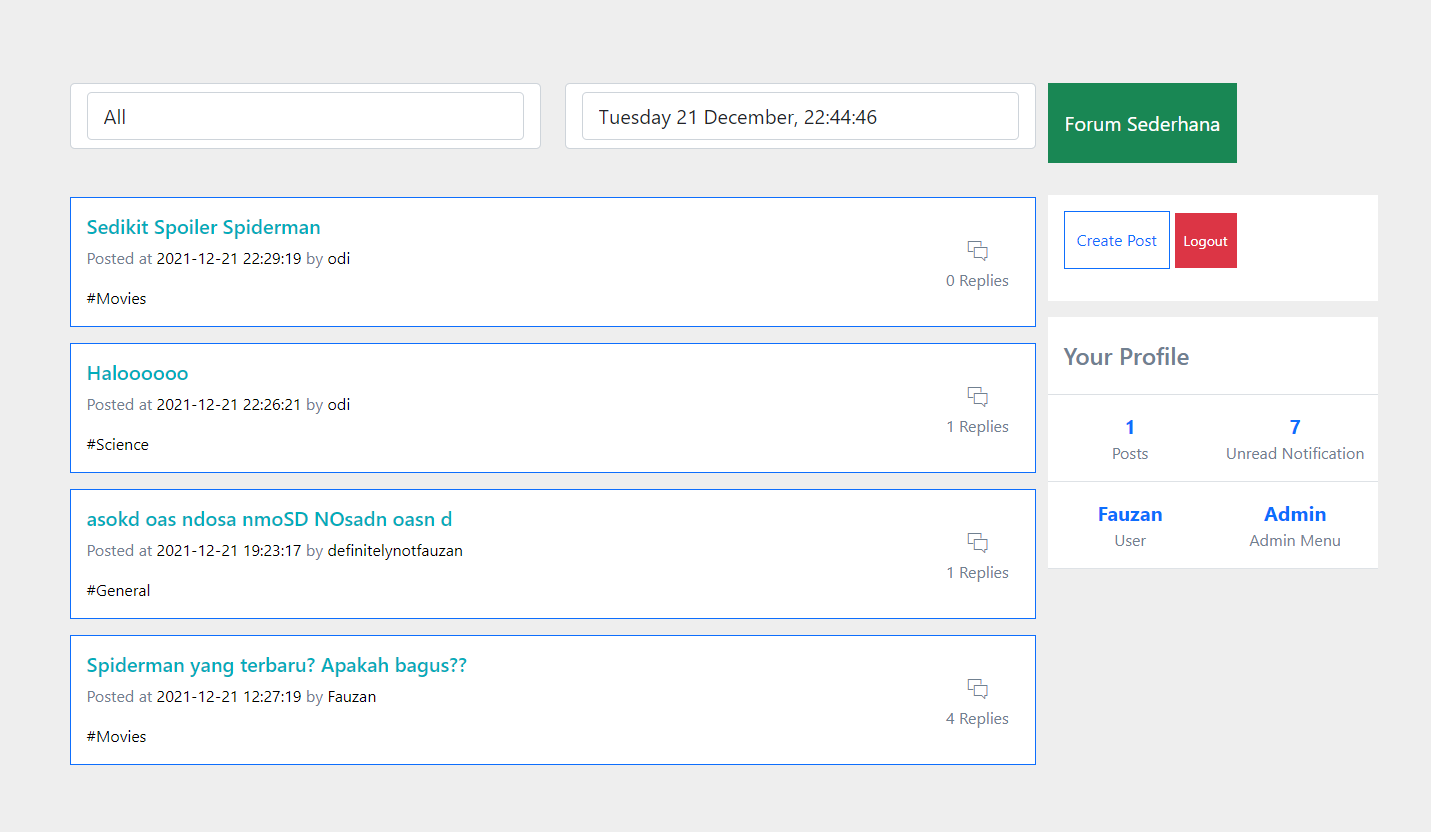 All
Tuesday 21 December, 22:44:46
Forum Sederhana
Sedikit Spoiler Spiderman
Posted at 2021-12-21 22:29:19 by odi
#Movies
0 Replies
Haloooooo
Posted at 2021-12-21 22:26:21 by odi
#Science
1 Replies
asokd oas ndosa nmoSD NOsadn oasn d
Posted at 2021-12-21 19:23:17 by definitelynotfauzan
#General
1 Replies
Spiderman yang terbaru? Apakah bagus??
Posted at 2021-12-21 12:27:19 by Fauzan
#Movies
4 Replies
Create Post
Logout
Your Profile
1
Posts
7
Unread Notification
Fauzan
User
Admin
Admin Menu